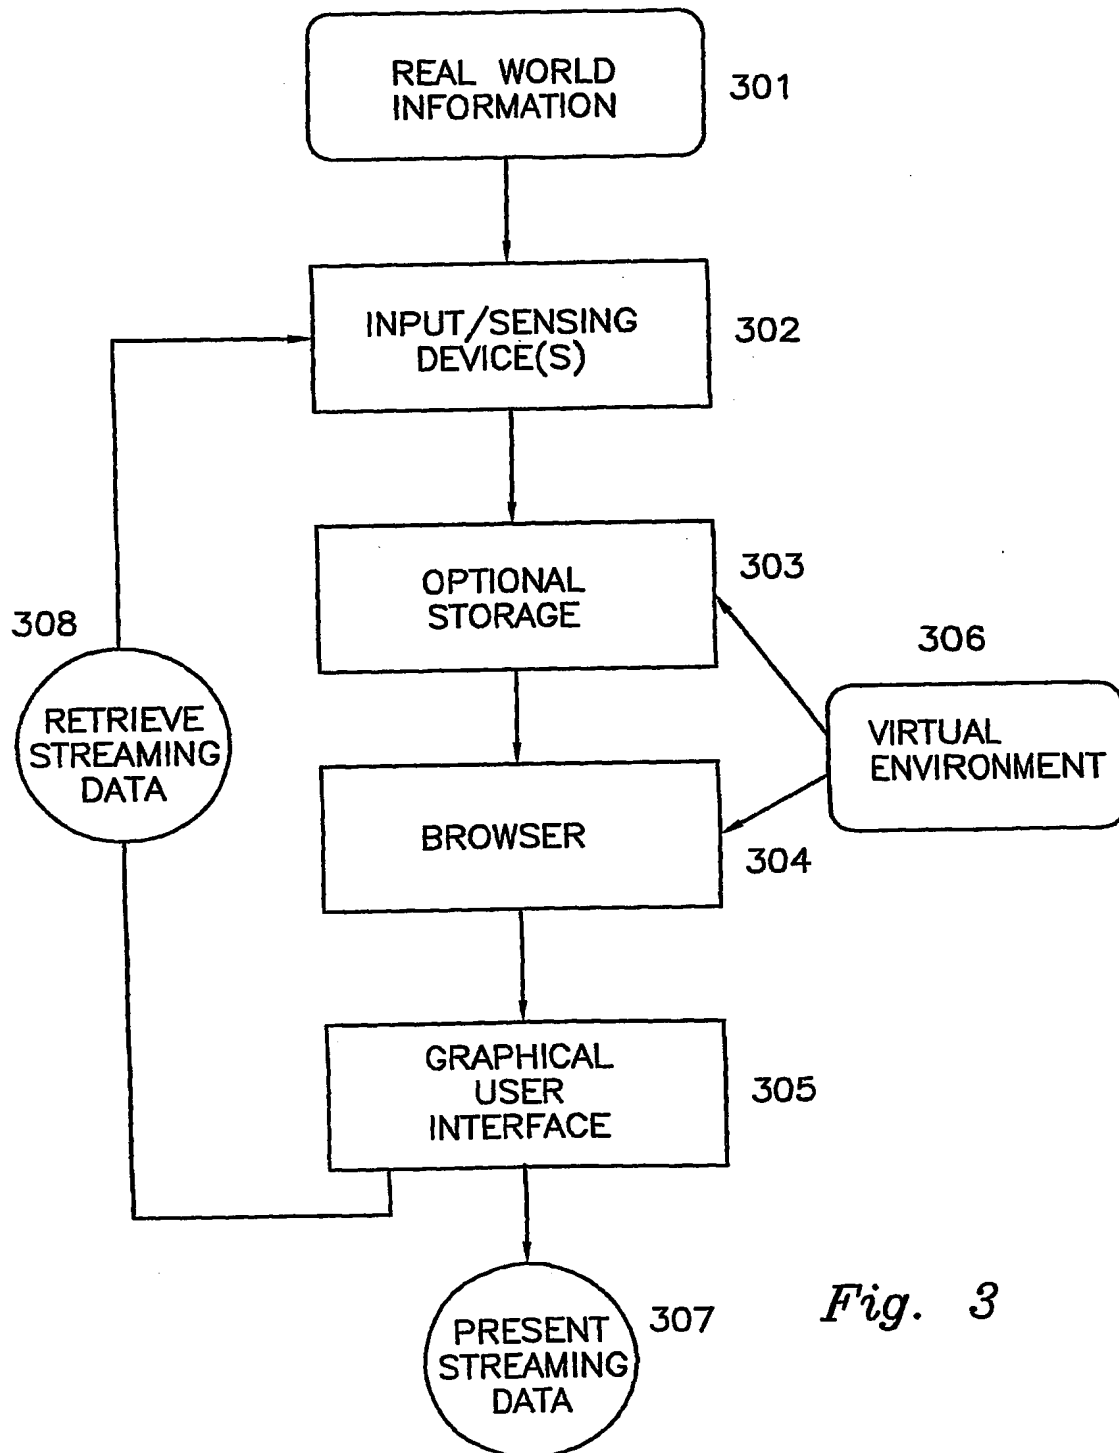 REAL WORLD
INFORMATION
301
INPUT/SENSING
DEVICE(S)
302
OPTIONAL
STORAGE
303
308
306
RETRIEVE
STREAMING
DATA
VIRTUAL
ENVIRONMENT
BROWSER
304
GRAPHICAL
USER
INTERFACE
305
PRESENT
STREAMING
DATA
307
Fig. 3